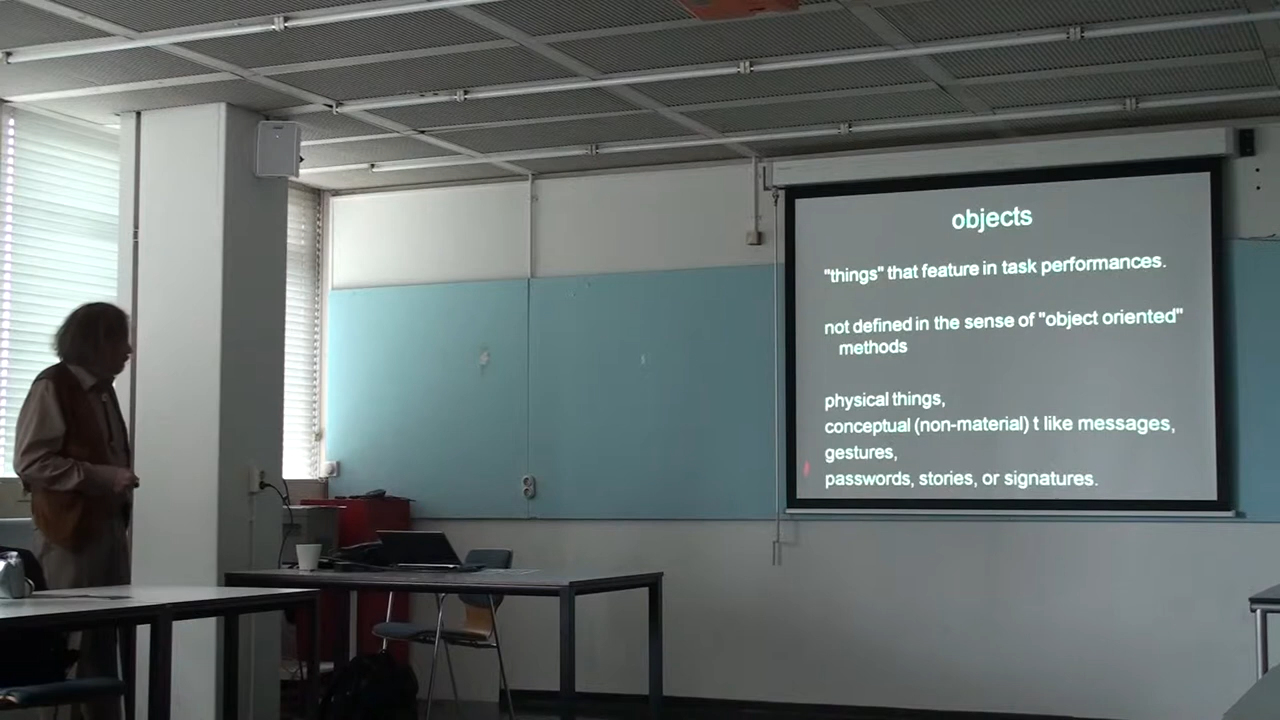 objects
"things" that feature in task performances.
not defined in the sense of "object oriented"
methods
physical things,
conceptual (non-material) t like messages,
gestures,
passwords, stories, or signatures.